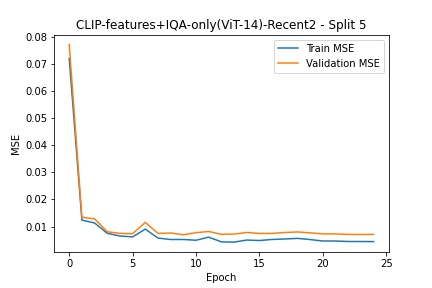 CLIP-features+IQA-only(ViT-14)-Recent2 - Split 5
Train MSE
Validation MSE
0.08
0.07
0.06
0.05
0.04
0.03
0.02
0.01
MSE
0 5 10 15 20 25
Epoch